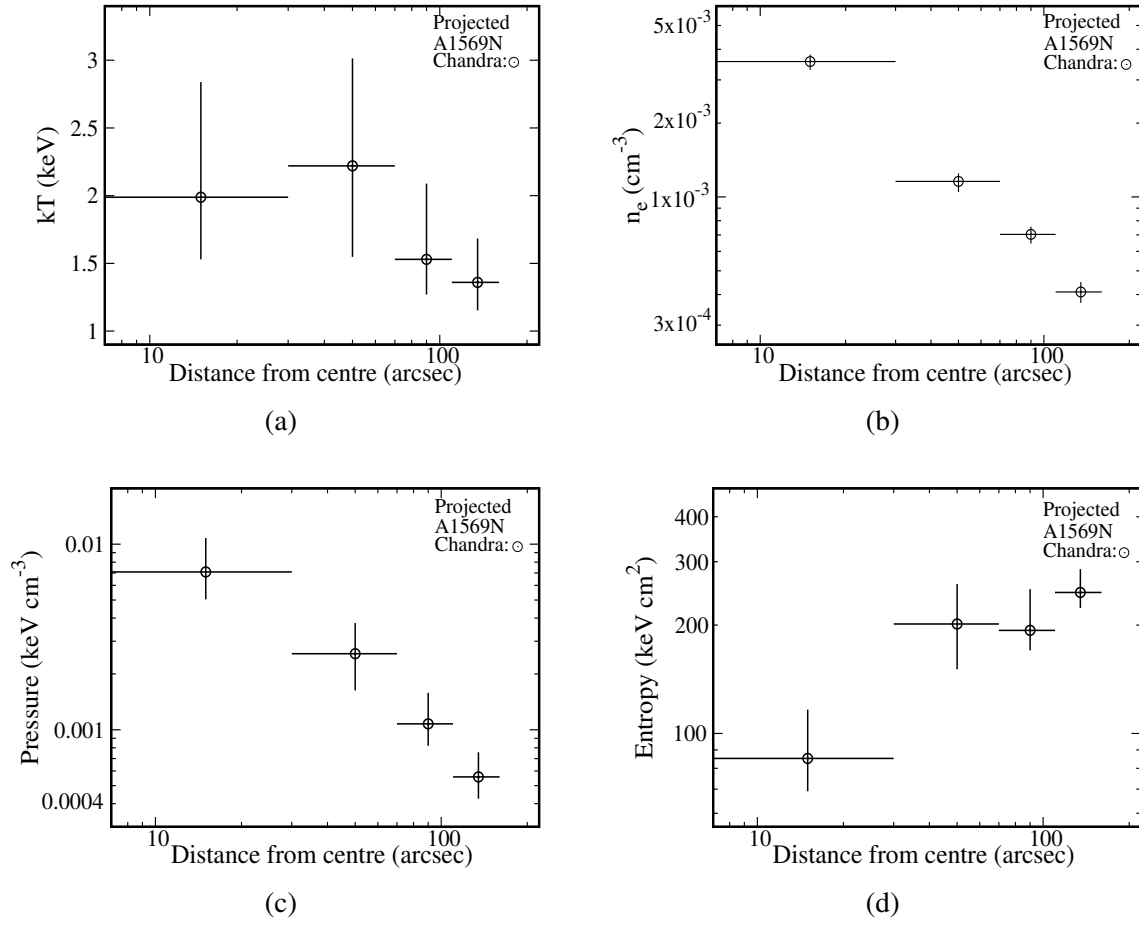 Projected
A1569N
Chandra:⊙
kT (keV)
3
2.5
2
1.5
1
10
100
Distance from centre (arcsec)
(a)
Projected
A1569N
Chandra:⊙
n_e (cm^-3)
5x10^-3
2x10^-3
1x10^-3
3x10^-4
10
100
Distance from centre (arcsec)
(b)
Projected
A1569N
Chandra:⊙
Pressure (keV cm^-3)
0.01
0.001
0.0004
10
100
Distance from centre (arcsec)
(c)
Projected
A1569N
Chandra:⊙
Entropy (keV cm^2)
400
300
200
100
10
100
Distance from centre (arcsec)
(d)